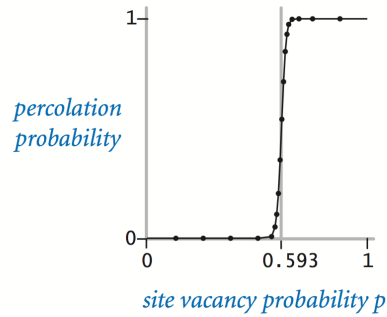 1
percolation
probability
0
0 0.593 1
site vacancy probability p